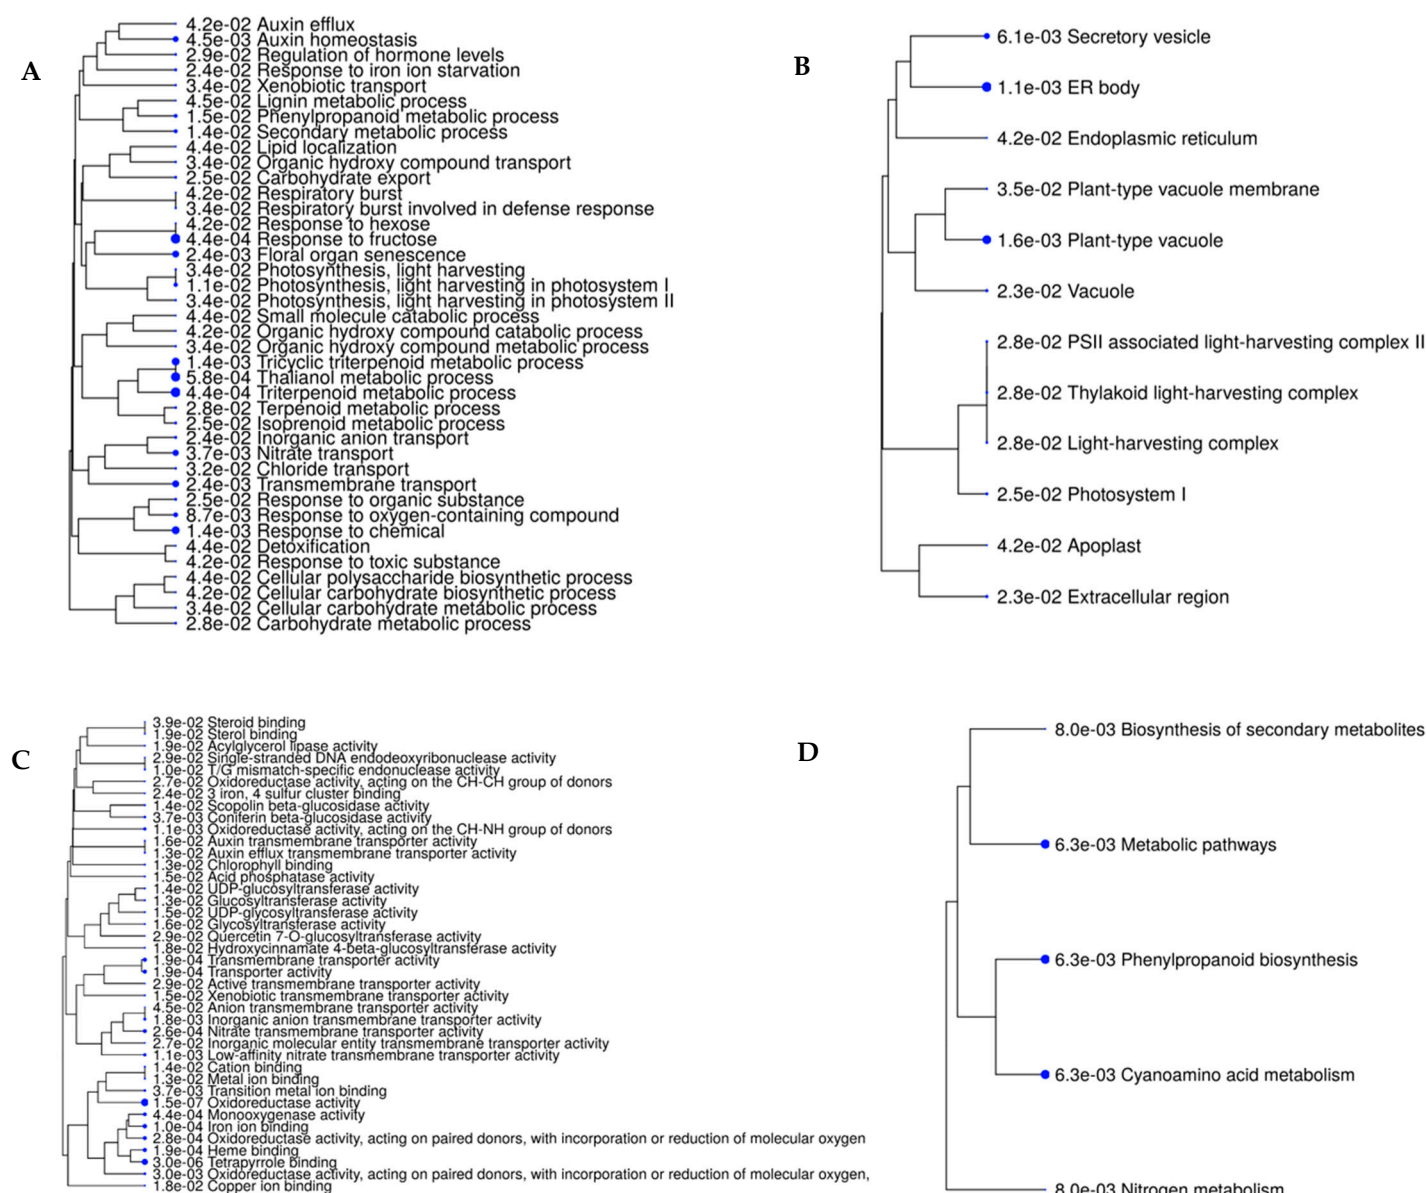 A
4.2e-02 Auxin efflux
4.5e-03 Auxin homeostasis
2.9e-02 Regulation of hormone levels
2.4e-02 Response to iron ion starvation
3.4e-02 Xenobiotic transport
4.5e-02 Lignin metabolic process
1.5e-02 Phenylpropanoid metabolic process
1.4e-02 Secondary metabolic process
4.4e-02 Lipid localization
3.4e-02 Organic hydroxy compound transport
2.5e-02 Carbohydrate export
4.2e-02 Respiratory burst
3.4e-02 Respiratory burst involved in defense response
4.2e-02 Response to hexose
4.4e-04 Response to fructose
2.4e-03 Floral organ senescence
3.4e-02 Photosynthesis, light harvesting
1.1e-02 Photosynthesis, light harvesting in photosystem I
3.4e-02 Photosynthesis, light harvesting in photosystem II
4.4e-02 Small molecule catabolic process
4.2e-02 Organic hydroxy compound catabolic process
3.4e-02 Organic hydroxy compound metabolic process
1.4e-03 Tricyclic triterpenoid metabolic process
5.8e-04 Thalianol metabolic process
4.4e-04 Triterpenoid metabolic process
2.8e-02 Terpenoid metabolic process
2.5e-02 Isoprenoid metabolic process
2.4e-02 Inorganic anion transport
3.7e-03 Nitrate transport
3.2e-02 Chloride transport
2.4e-03 Transmembrane transport
2.5e-02 Response to organic substance
8.7e-03 Response to oxygen-containing compound
1.4e-03 Response to chemical
4.4e-02 Detoxification
4.2e-02 Response to toxic substance
4.4e-02 Cellular polysaccharide biosynthetic process
4.2e-02 Cellular carbohydrate biosynthetic process
3.4e-02 Cellular carbohydrate metabolic process
2.8e-02 Carbohydrate metabolic process
B
6.1e-03 Secretory vesicle
1.1e-03 ER body
4.2e-02 Endoplasmic reticulum
3.5e-02 Plant-type vacuole membrane
1.6e-03 Plant-type vacuole
2.3e-02 Vacuole
2.8e-02 PSII associated light-harvesting complex II
2.8e-02 Thylakoid light-harvesting complex
2.8e-02 Light-harvesting complex
2.5e-02 Photosystem I
4.2e-02 Apoplast
2.3e-02 Extracellular region
C
3.9e-02 Steroid binding
1.9e-02 Sterol binding
1.9e-02 Acylglycerol lipase activity
2.9e-02 Single-stranded DNA endodeoxyribonuclease activity
1.0e-02 T/G mismatch-specific endonuclease activity
2.7e-02 Oxidoreductase activity, acting on the CH-CH group of donors
2.4e-02 3 iron, 4 sulfur cluster binding
1.4e-02 Scopolin beta-glucosidase activity
3.7e-03 Coniferin beta-glucosidase activity
1.1e-03 Oxidoreductase activity, acting on the CH-NH group of donors
1.6e-02 Auxin transmembrane transporter activity
1.3e-02 Auxin efflux transmembrane transporter activity
1.3e-02 Chlorophyll binding
1.5e-02 Acid phosphatase activity
1.4e-02 UDP-glucosyltransferase activity
1.3e-02 Glucosyltransferase activity
1.5e-02 UDP-glycosyltransferase activity
1.6e-02 Glycosyltransferase activity
2.9e-02 Quercetin 7-O-glucosyltransferase activity
1.8e-02 Hydroxycinnamate 4-beta-glucosyltransferase activity
1.9e-04 Transmembrane transporter activity
1.9e-04 Transporter activity
2.9e-02 Active transmembrane transporter activity
1.5e-02 Xenobiotic transmembrane transporter activity
4.5e-02 Anion transmembrane transporter activity
1.8e-03 Inorganic anion transmembrane transporter activity
2.6e-04 Nitrate transmembrane transporter activity
2.7e-02 Inorganic molecular entity transmembrane transporter activity
1.1e-03 Low-affinity nitrate transmembrane transporter activity
1.4e-02 Cation binding
1.3e-02 Metal ion binding
3.7e-03 Transition metal ion binding
1.5e-07 Oxidoreductase activity
4.4e-04 Monooxygenase activity
1.0e-04 Iron ion binding
2.8e-04 Oxidoreductase activity, acting on paired donors, with incorporation or reduction of molecular oxygen
1.9e-04 Heme binding
3.0e-06 Tetrapyrrole binding
3.0e-03 Oxidoreductase activity, acting on paired donors, with incorporation or reduction of molecular oxygen,
1.8e-02 Copper ion binding
D
8.0e-03 Biosynthesis of secondary metabolites
6.3e-03 Metabolic pathways
6.3e-03 Phenylpropanoid biosynthesis
6.3e-03 Cyanoamino acid metabolism
8.0e-03 Nitrogen metabolism